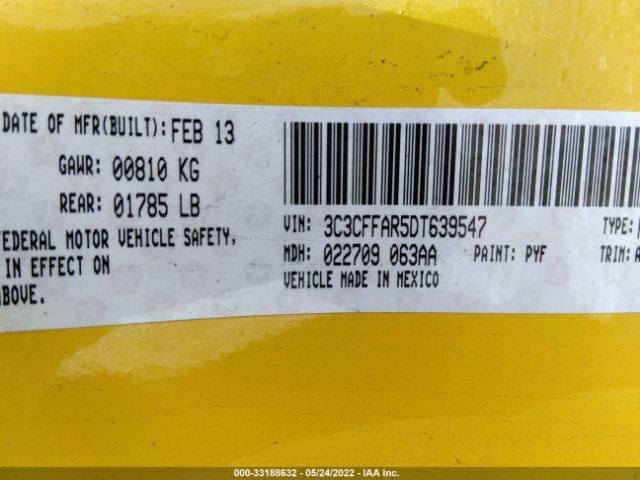 DATE OF MFR(BUILT): FEB 13
GAWR: 00810 KG
REAR: 01785 LB
FEDERAL MOTOR VEHICLE SAFETY,
IN EFFECT ON
ABOVE.
VIN: 3C3CFFAR5DT639547 TYPE:
MDH: 022709 063AA PAINT: PYF TRIM: A
VEHICLE MADE IN MEXICO
000-33188632 - 05/24/2022 - IAA Inc.